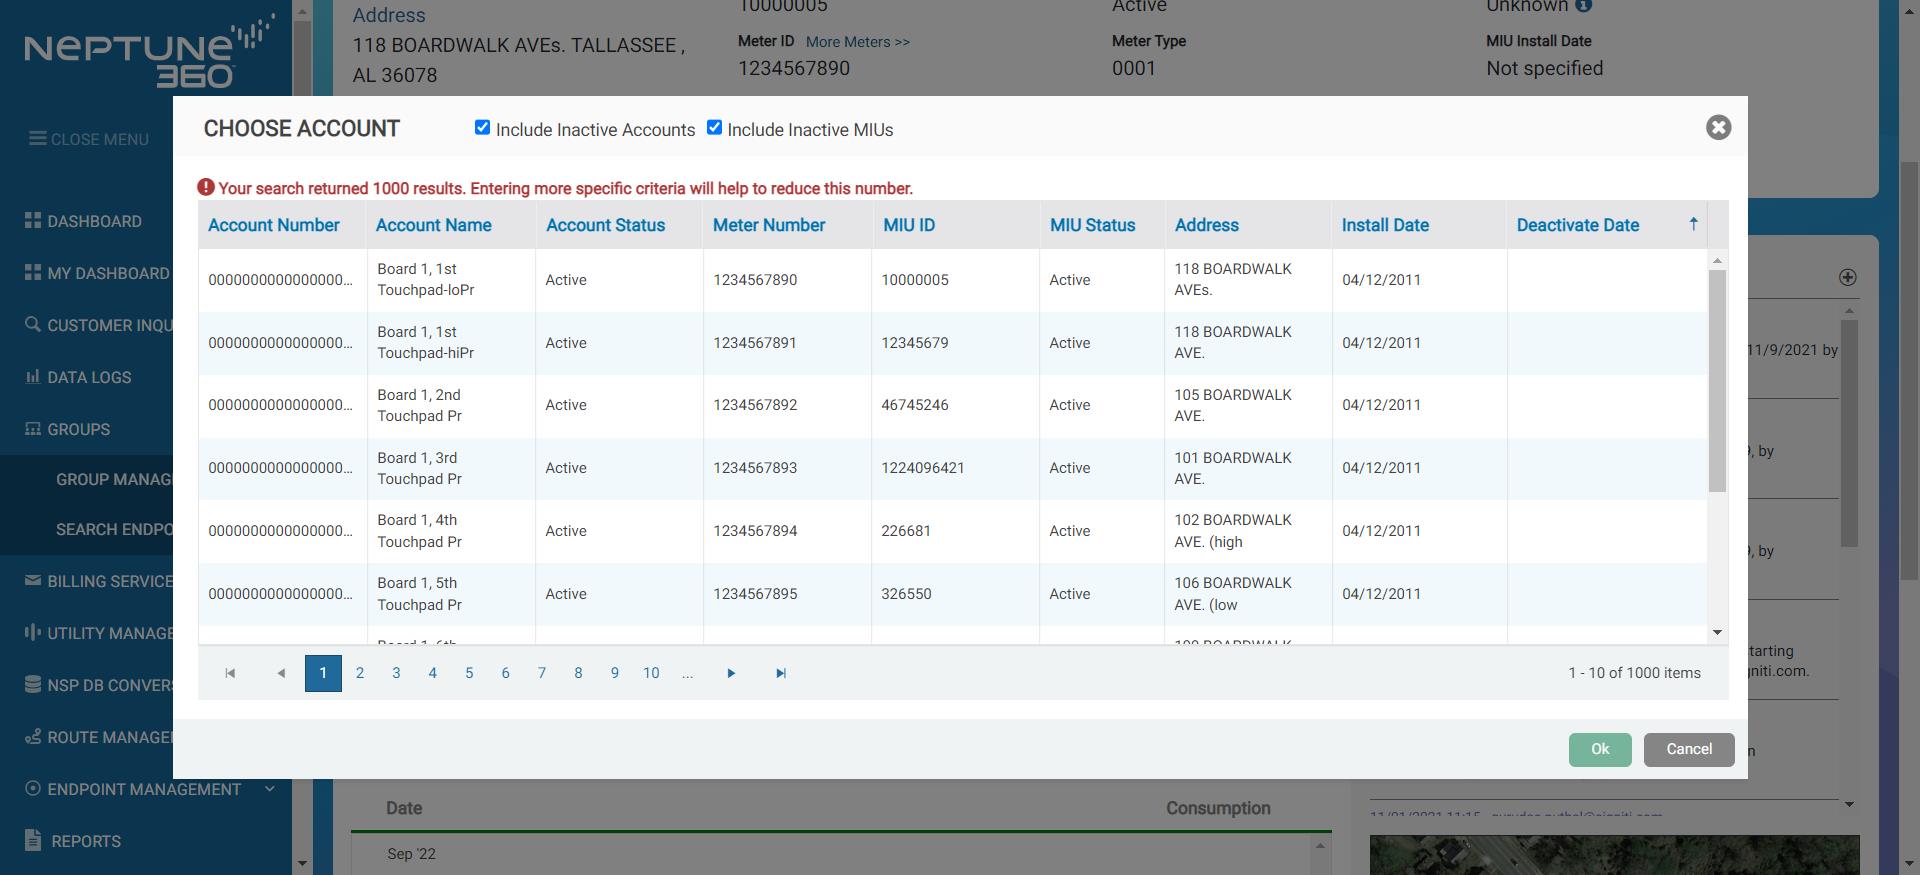 NEPTUNE
360
CLOSE MENU
DASHBOARD
MY DASHBOARD
CUSTOMER INQU
DATA LOGS
GROUPS
GROUP MANAG
SEARCH ENDPO
BILLING SERVICE
UTILITY MANAGE
NSP DB CONVERS
ROUTE MANAGE
ENDPOINT MANAGEMENT
REPORTS
Address
118 BOARDWALK AVEs. TALLASSEE ,
AL 36078
10000005
Active
Unknown
Meter ID More Meters >>
Meter Type
MIU Install Date
1234567890
0001
Not specified
CHOOSE ACCOUNT
Include Inactive Accounts
Include Inactive MIUs
Your search returned 1000 results. Entering more specific criteria will help to reduce this number.
Account Number Account Name Account Status Meter Number MIU ID MIU Status Address Install Date Deactivate Date
0000000000000000... Board 1, 1st Touchpad-loPr Active 1234567890 10000005 Active 118 BOARDWALK AVEs. 04/12/2011
0000000000000000... Board 1, 1st Touchpad-hiPr Active 1234567891 12345679 Active 118 BOARDWALK AVE. 04/12/2011
0000000000000000... Board 1, 2nd Touchpad Pr Active 1234567892 46745246 Active 105 BOARDWALK AVE. 04/12/2011
0000000000000000... Board 1, 3rd Touchpad Pr Active 1234567893 1224096421 Active 101 BOARDWALK AVE. 04/12/2011
0000000000000000... Board 1, 4th Touchpad Pr Active 1234567894 226681 Active 102 BOARDWALK AVE. (high 04/12/2011
0000000000000000... Board 1, 5th Touchpad Pr Active 1234567895 326550 Active 106 BOARDWALK AVE. (low 04/12/2011
1 2 3 4 5 6 7 8 9 10 ...
1 - 10 of 1000 items
Ok
Cancel
11/9/2021 by
, by
, by
starting
gniti.com.
Date
Consumption
Sep '22